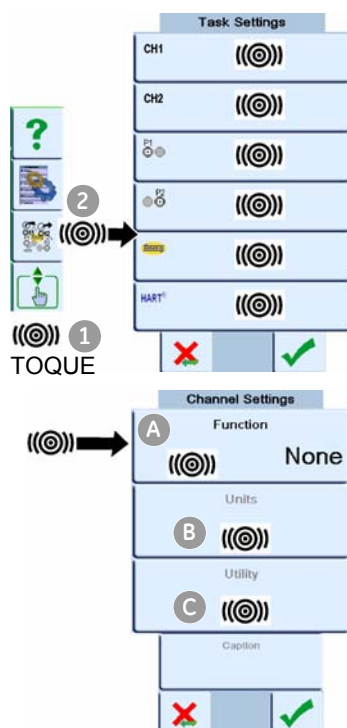 Task Settings
CH1
CH2
P1
P2
HART®
?
2
1
TOQUE
Channel Settings
A
Function
None
Units
B
Utility
C
Caption